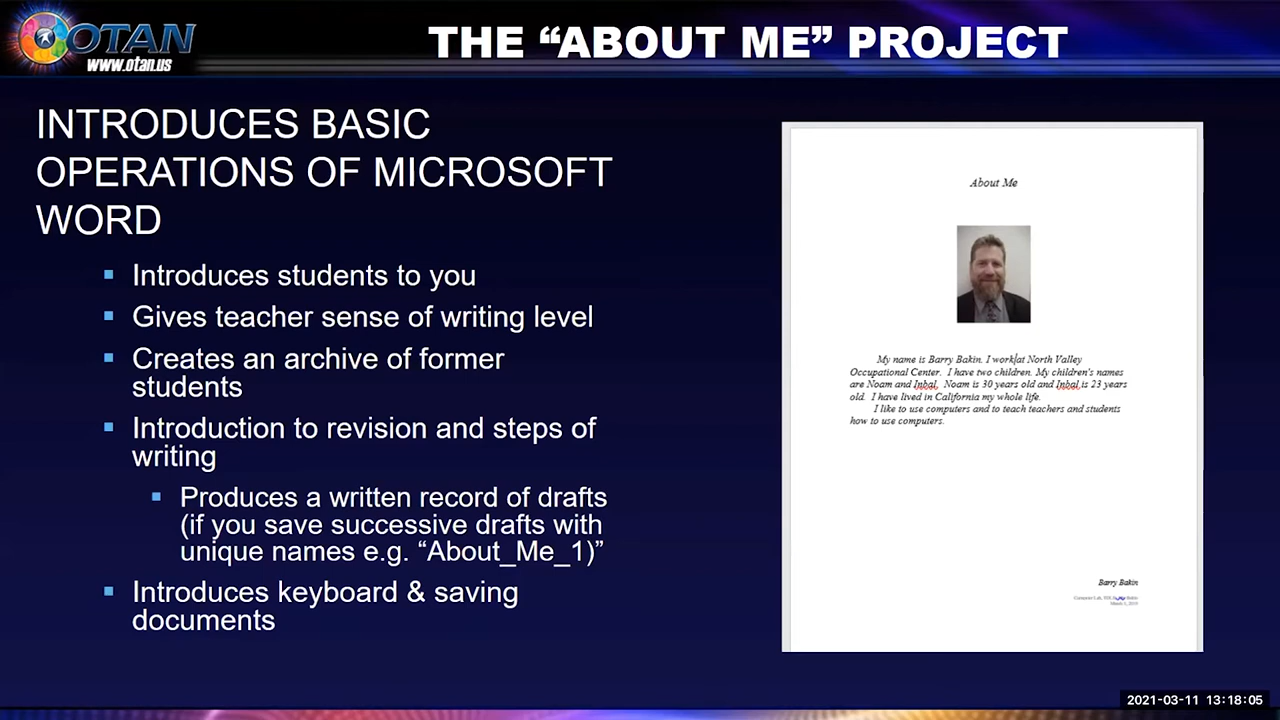 OTAN
www.otan.us
THE “ABOUT ME” PROJECT
INTRODUCES BASIC
OPERATIONS OF MICROSOFT
WORD
Introduces students to you
Gives teacher sense of writing level
Creates an archive of former
students
Introduction to revision and steps of
writing
Produces a written record of drafts
(if you save successive drafts with
unique names e.g. “About_Me_1)”
Introduces keyboard & saving
documents
About Me
My name is Barry Bakin. I work at North Valley
Occupational Center. I have two children. My children's names
are Noam and Inbal. Noam is 30 years old and Inbal is 23 years
old. I have lived in California my whole life.
I like to use computers and to teach teachers and students
how to use computers.
Barry Bakin
Computer Lab,
March
2021-03-11 13:18:05